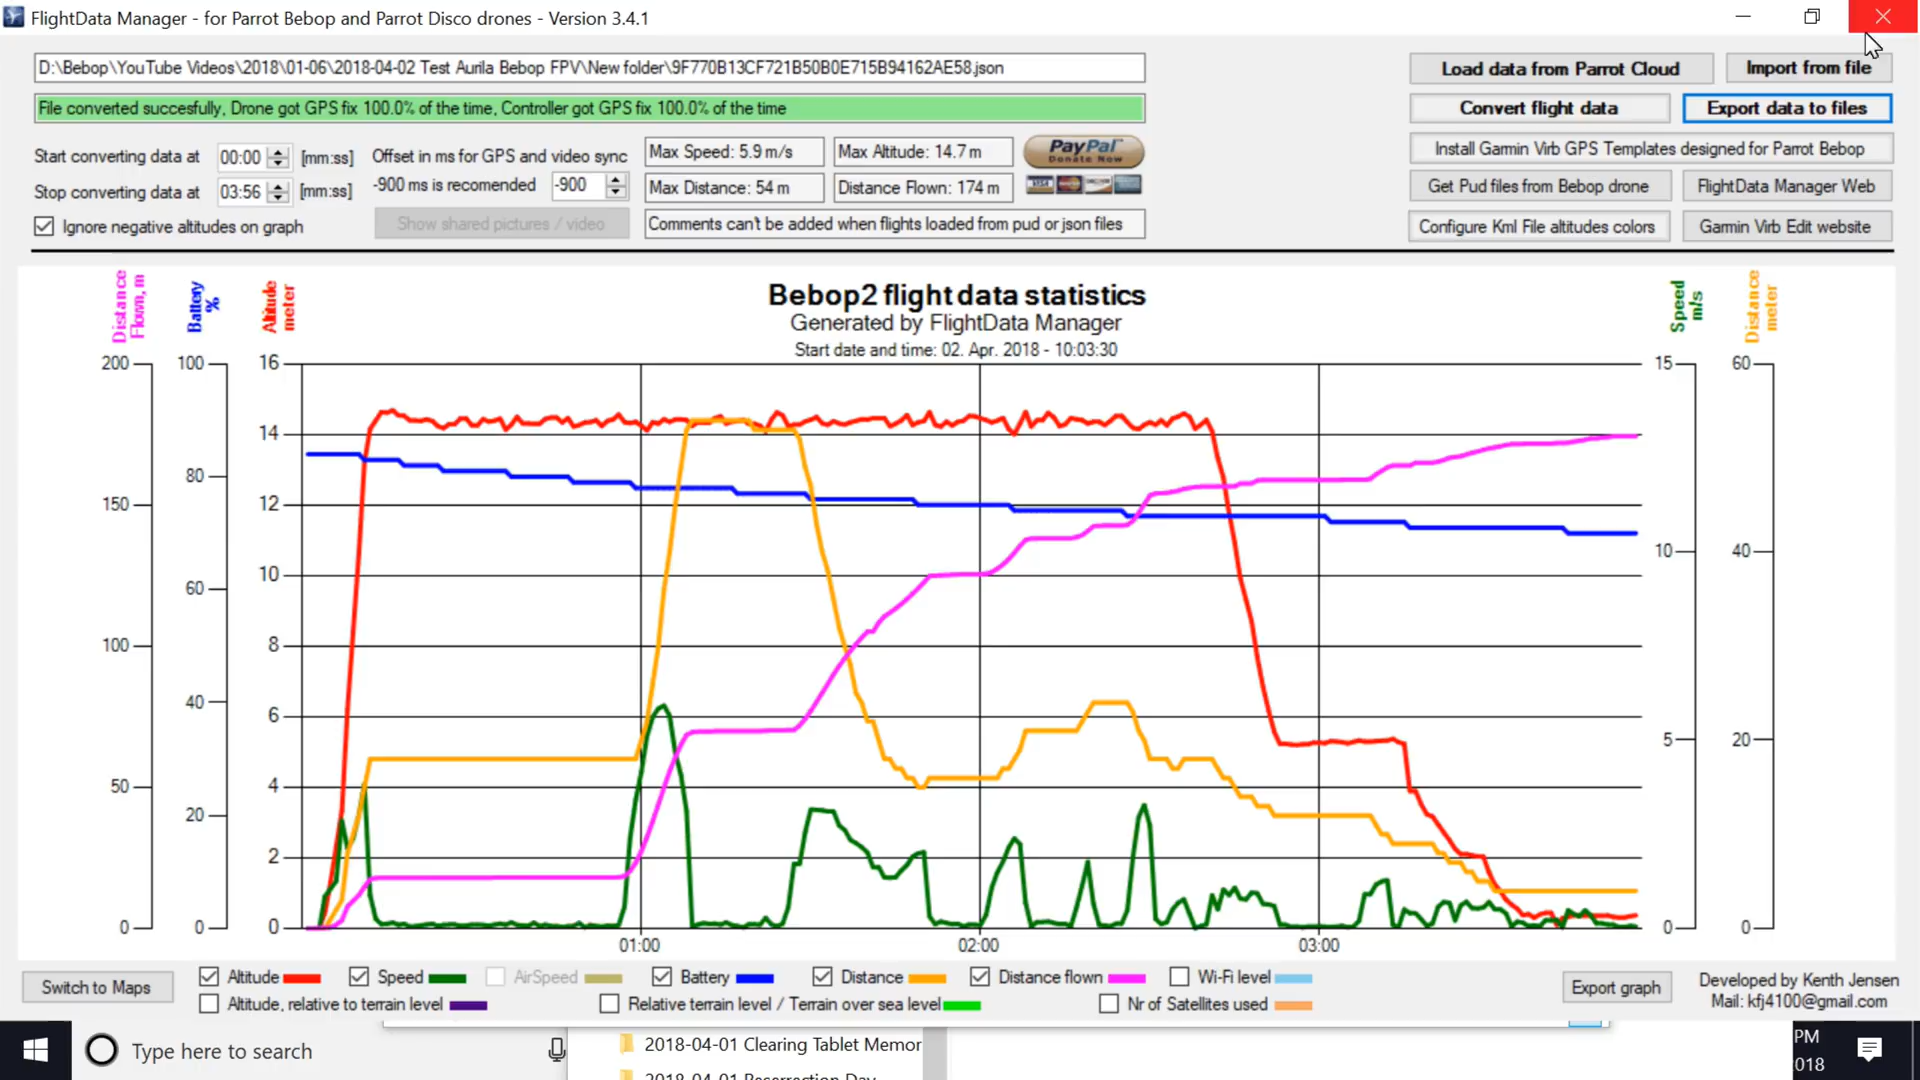 FlightData Manager - for Parrot Bebop and Parrot Disco drones - Version 3.4.1
D:\Bebop\YouTube Videos\2018\01-06\2018-04-02 Test Aurila Bebop FPV\New folder\9F770B13CF721B50B0E715B94162AE58.json
Load data from Parrot Cloud
Import from file
File converted succesfully, Drone got GPS fix 100.0% of the time, Controller got GPS fix 100.0% of the time
Convert flight data
Export data to files
Start converting data at 00:00 [mm:ss]
Offset in ms for GPS and video sync
Max Speed: 5.9 m/s
Max Altitude: 14.7 m
PayPal
Donate Now
Install Garmin Virb GPS Templates designed for Parrot Bebop
Stop converting data at 03:56 [mm:ss]
-900 ms is recomended -900
Max Distance: 54 m
Distance Flown: 174 m
VISA
Get Pud files from Bebop drone
FlightData Manager Web
Ignore negative altitudes on graph
Show shared pictures / video
Comments can't be added when flights loaded from pud or json files
Configure Kml File altitudes colors
Garmin Virb Edit website
Distance
Flown, m
Battery
%
Altitude
meter
Bebop2 flight data statistics
Generated by FlightData Manager
Start date and time: 02. Apr. 2018 - 10:03:30
Speed
m/s
Distance
meter
200
150
100
50
0
100
80
60
40
20
0
16
14
12
10
8
6
4
2
0
15
10
5
0
60
40
20
0
01:00 02:00 03:00
Switch to Maps
Altitude
Speed
AirSpeed
Battery
Distance
Distance flown
Wi-Fi level
Altitude, relative to terrain level
Relative terrain level / Terrain over sea level
Nr of Satellites used
Export graph
Developed by Kenth Jensen
Mail: kfj4100@gmail.com
Type here to search
2018-04-01 Clearing Tablet Memor
2018-04-01 Resurrection Day
PM
018